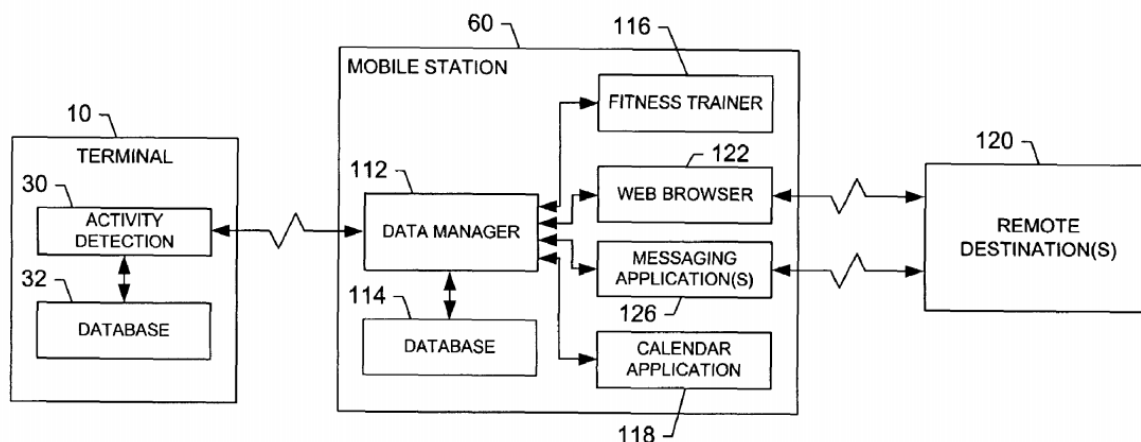 60
116
MOBILE STATION
FITNESS TRAINER
10
TERMINAL
30
ACTIVITY
DETECTION
32
DATABASE
112
DATA MANAGER
114
DATABASE
122
WEB BROWSER
MESSAGING
APPLICATION(S)
126
CALENDAR
APPLICATION
118
120
REMOTE
DESTINATION(S)